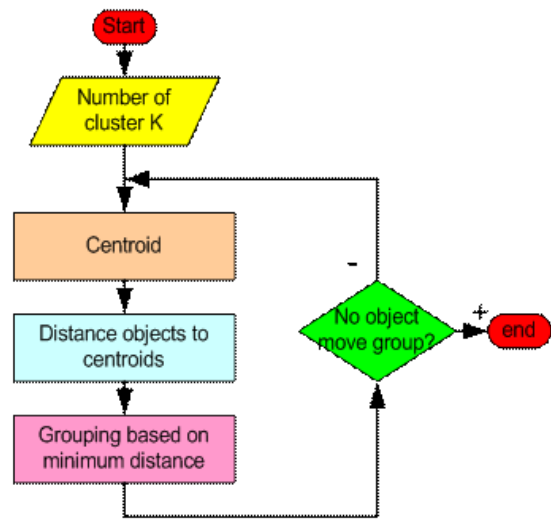 Start
Number of
cluster K
Centroid
Distance objects to
centroids
Grouping based on
minimum distance
-
No object
move group?
+
end